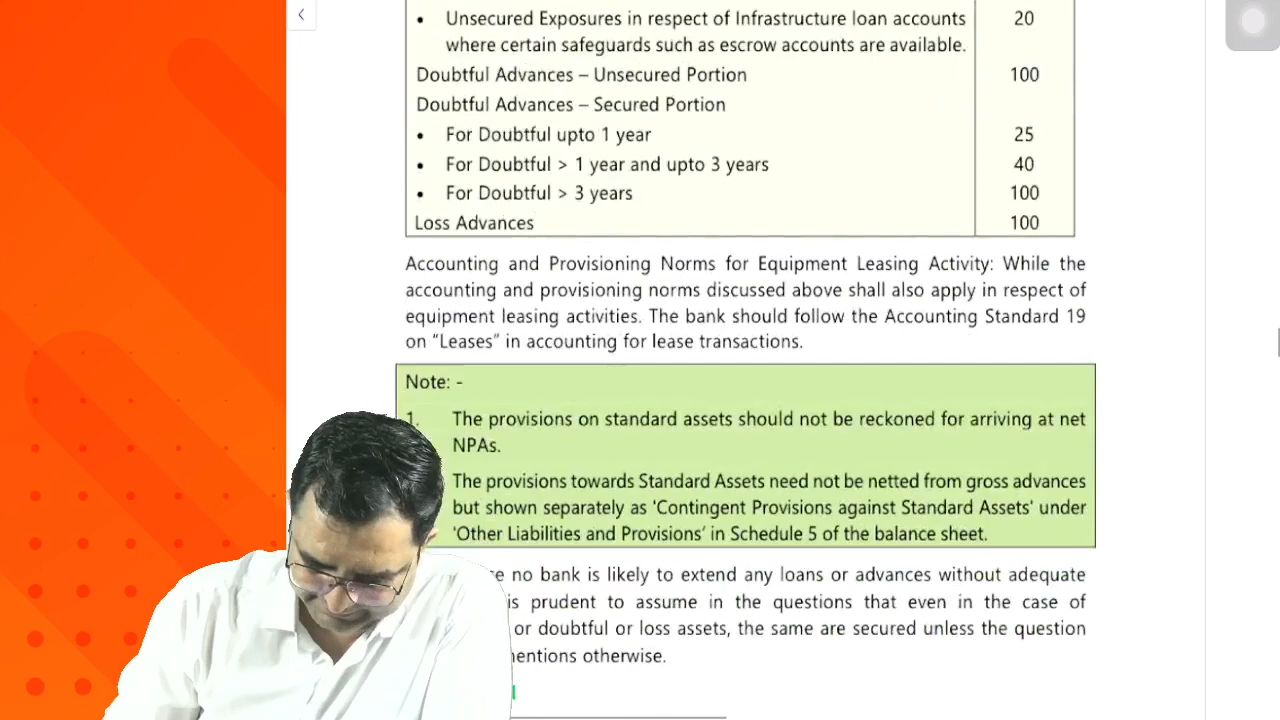 • Unsecured Exposures in respect of Infrastructure loan accounts 20
where certain safeguards such as escrow accounts are available.
Doubtful Advances – Unsecured Portion 100
Doubtful Advances – Secured Portion
• For Doubtful upto 1 year 25
• For Doubtful > 1 year and upto 3 years 40
• For Doubtful > 3 years 100
Loss Advances 100
Accounting and Provisioning Norms for Equipment Leasing Activity: While the
accounting and provisioning norms discussed above shall also apply in respect of
equipment leasing activities. The bank should follow the Accounting Standard 19
on “Leases” in accounting for lease transactions.
Note: -
1. The provisions on standard assets should not be reckoned for arriving at net
NPAs.
The provisions towards Standard Assets need not be netted from gross advances
but shown separately as 'Contingent Provisions against Standard Assets' under
'Other Liabilities and Provisions' in Schedule 5 of the balance sheet.
no bank is likely to extend any loans or advances without adequate
is prudent to assume in the questions that even in the case of
or doubtful or loss assets, the same are secured unless the question
otherwise.